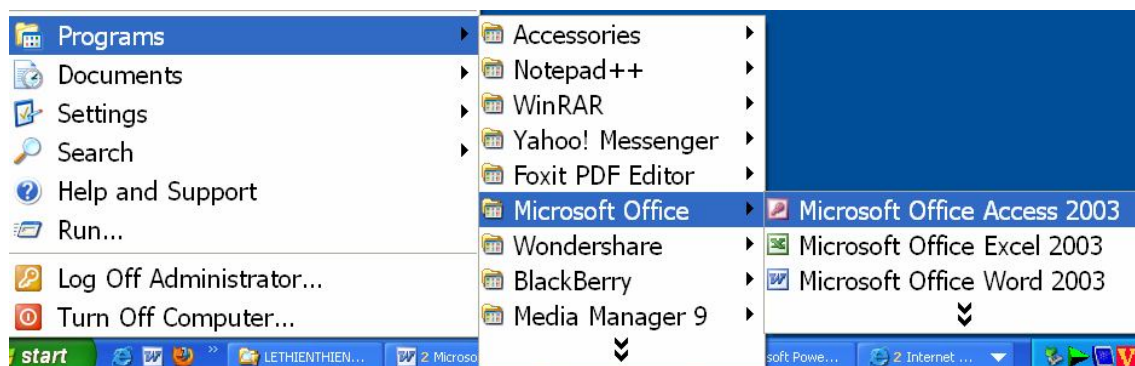 Programs
Documents
Settings
Search
Help and Support
Run...
Log Off Administrator...
Turn Off Computer...
Accessories
Notepad++
WinRAR
Yahoo! Messenger
Foxit PDF Editor
Microsoft Office
Wondershare
BlackBerry
Media Manager 9
Microsoft Office Access 2003
Microsoft Office Excel 2003
Microsoft Office Word 2003
start » LETHIENTHIEN... 2 Microso soft Powe... 2 Internet ... V